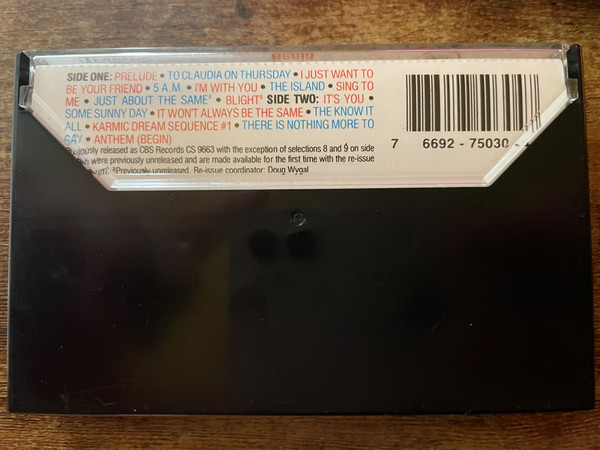 SIDE ONE: PRELUDE • TO CLAUDIA ON THURSDAY • I JUST WANT TO
BE YOUR FRIEND • 5 A.M. • I'M WITH YOU • THE ISLAND • SING TO
ME • JUST ABOUT THE SAME* • BLIGHT* SIDE TWO: IT'S YOU •
SOME SUNNY DAY • IT WON'T ALWAYS BE THE SAME • THE KNOW IT
ALL • KARMIC DREAM SEQUENCE #1 • THERE IS NOTHING MORE TO
SAY • ANTHEM (BEGIN)
released as CBS Records CS 9663 with the exception of selections 8 and 9 on side
were previously unreleased and are made available for the first time with the re-issue
*Previously unreleased. Re-issue coordinator: Doug Wygal
7 6692 - 75030 -